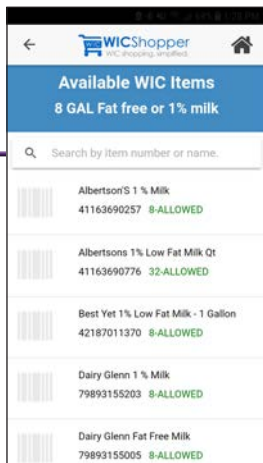 WICShopper
WIC shopping, simplified.
Available WIC Items
8 GAL Fat free or 1% milk
Search by item number or name.
Albertson'S 1 % Milk
41163690257 8-ALLOWED
Albertsons 1% Low Fat Milk Qt
41163690776 32-ALLOWED
Best Yet 1% Low Fat Milk - 1 Gallon
42187011370 8-ALLOWED
Dairy Glenn 1 % Milk
79893155203 8-ALLOWED
Dairy Glenn Fat Free Milk
79893155005 8-ALLOWED